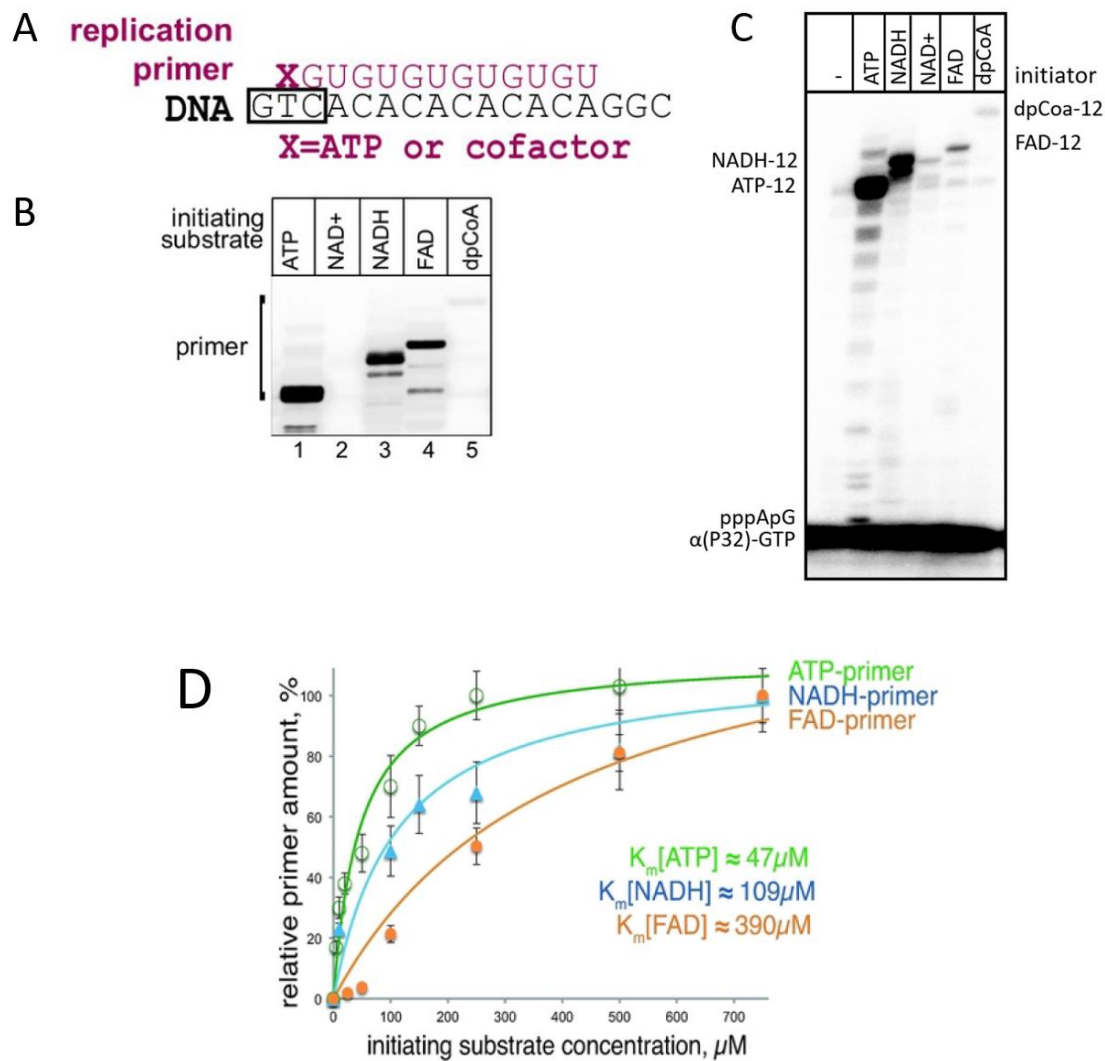 A
replication
primer
XGUGUGUGUGUGU
DNA GTCACACACACACAGGC
X=ATP or cofactor
B
initiating
substrate
ATP
NAD+
NADH
FAD
dpCoA
primer
1 2 3 4 5
C
-
ATP
NADH
NAD+
FAD
dpCoA
initiator
dpCoa-12
FAD-12
NADH-12
ATP-12
pppApG
α(P32)-GTP
D
relative primer amount, %
100
80
60
40
20
0
0 100 200 300 400 500 600 700
initiating substrate concentration, µM
ATP-primer
NADH-primer
FAD-primer
Km[ATP] ≈ 47µM
Km[NADH] ≈ 109µM
Km[FAD] ≈ 390µM